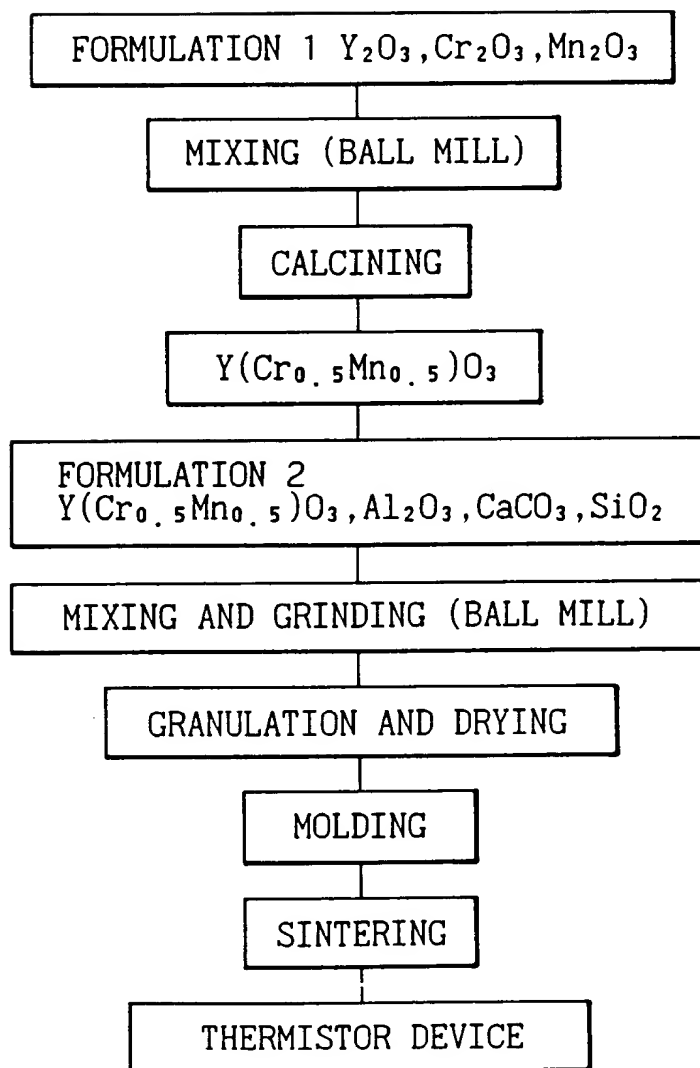 FORMULATION 1 Y₂O₃,Cr₂O₃,Mn₂O₃
MIXING (BALL MILL)
CALCINING
Y(Cr₀.₅Mn₀.₅)O₃
FORMULATION 2
Y(Cr₀.₅Mn₀.₅)O₃,Al₂O₃,CaCO₃,SiO₂
MIXING AND GRINDING (BALL MILL)
GRANULATION AND DRYING
MOLDING
SINTERING
THERMISTOR DEVICE